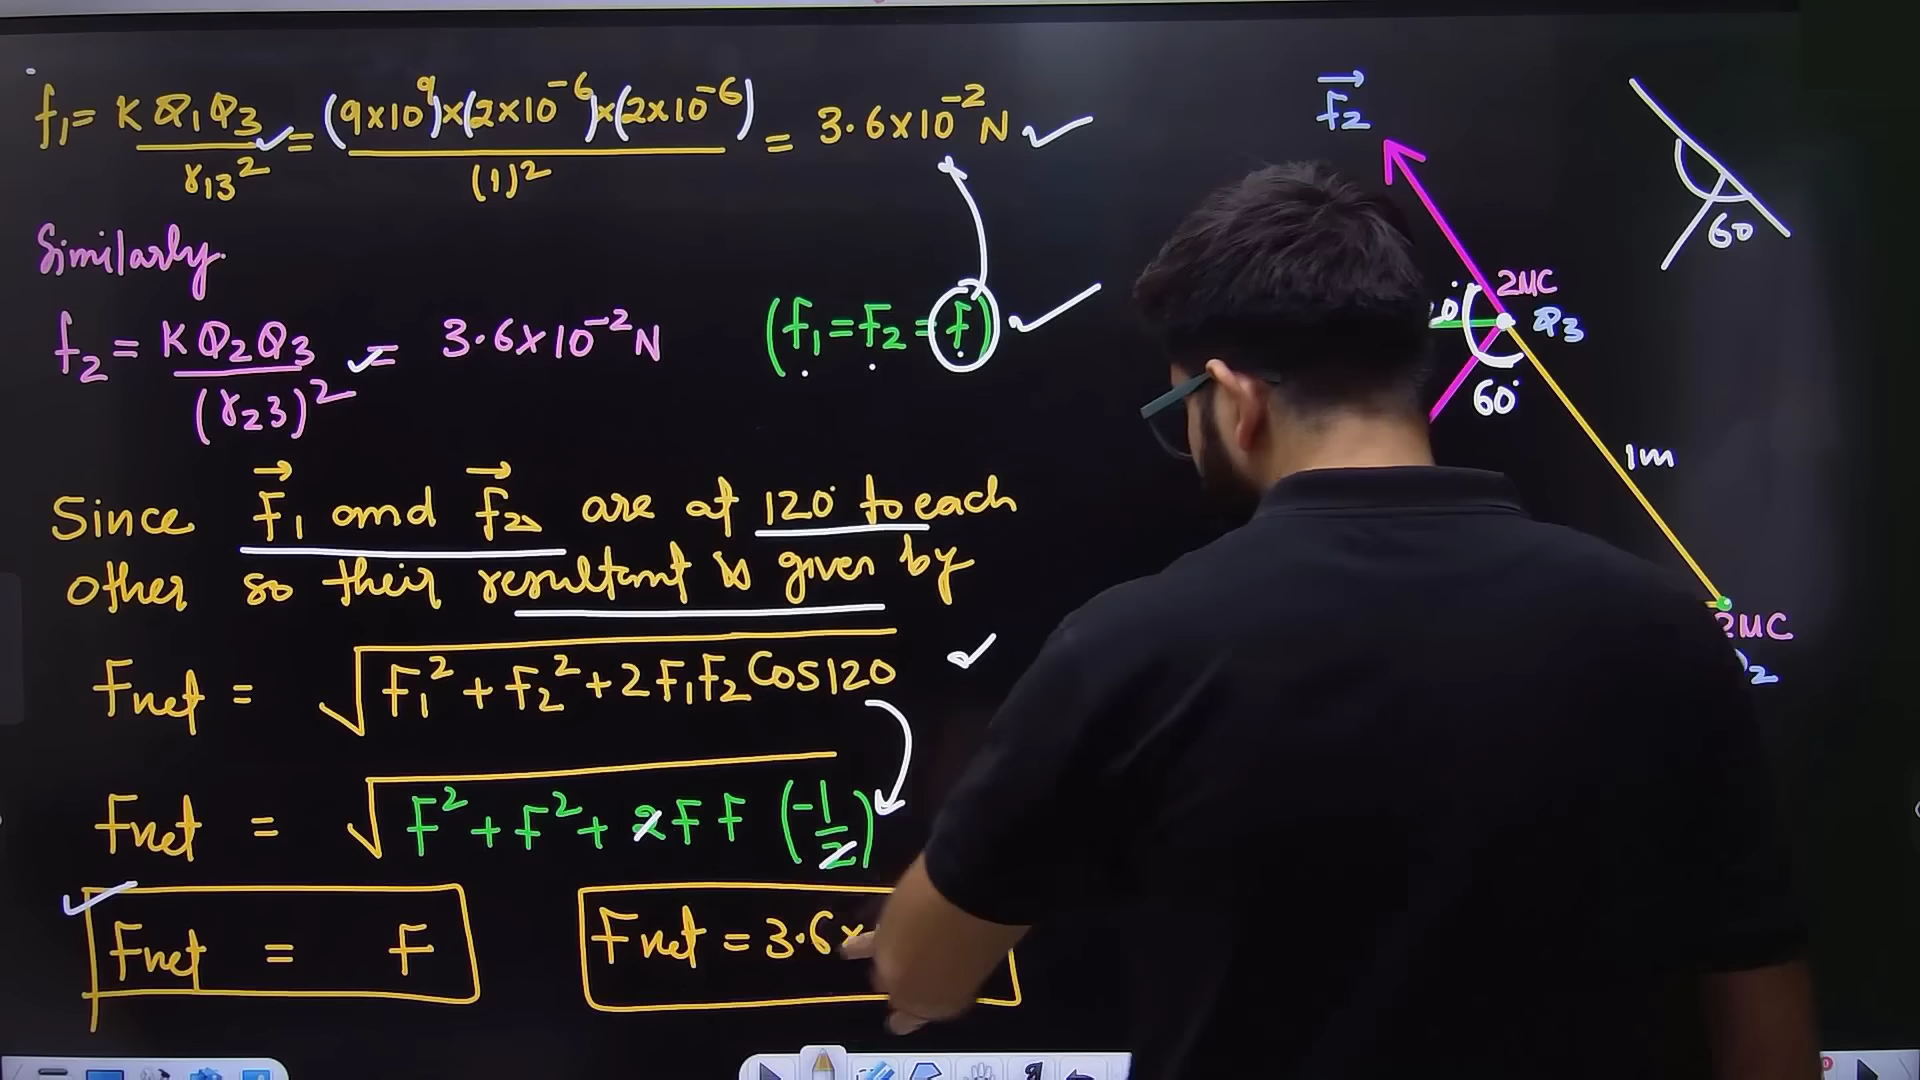 f₁ = KQ₁Q₃ / r₁₃² = (9×10⁹)×(2×10⁻⁶)×(2×10⁻⁶) / (1)² = 3.6×10⁻² N
Similarly
f₂ = KQ₂Q₃ / (r₂₃)² = 3.6×10⁻² N
(f₁ = F₂ = f)
Since F₁ and F₂ are at 120° to each
other so their resultant is given by
Fnet = √(F₁² + F₂² + 2F₁F₂ Cos120
Fnet = √(F² + F² + 2FF (-1/2)
Fnet = F
Fnet = 3.6×
F₂
60
2MC
Q₃
60°
1m
2MC
2